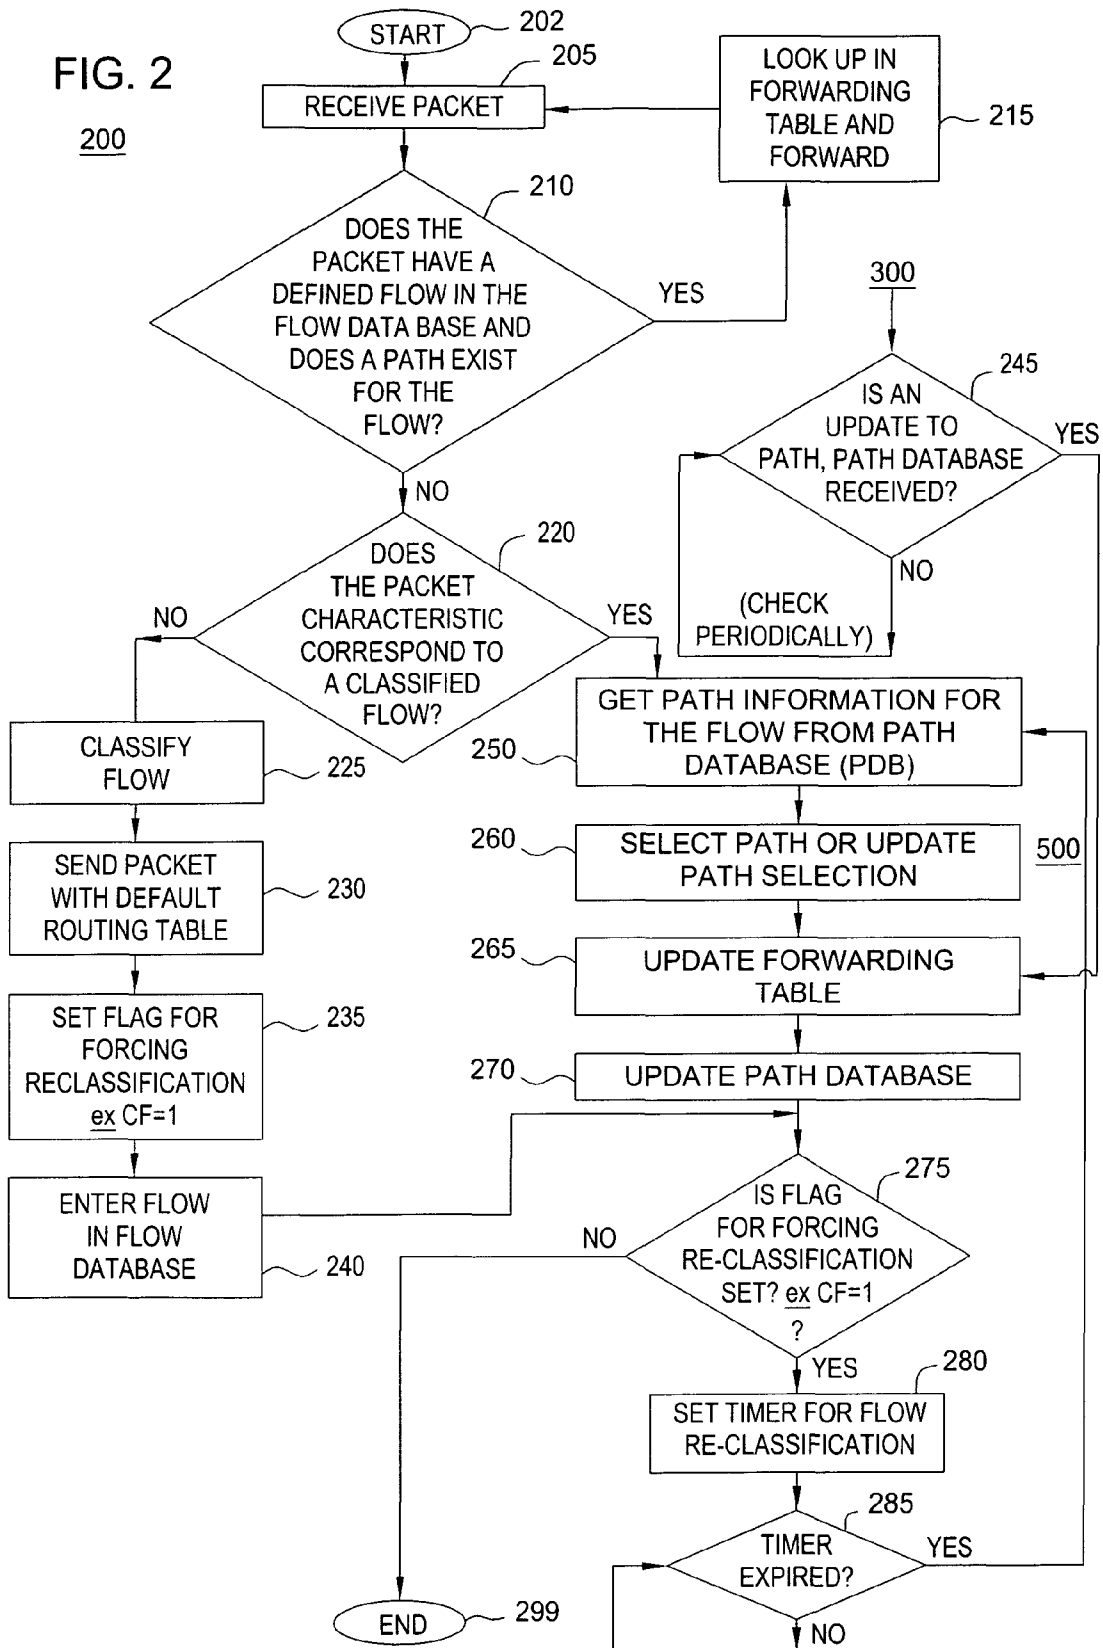 FIG. 2
200
START
202
205
RECEIVE PACKET
LOOK UP IN
FORWARDING
TABLE AND
FORWARD
215
210
DOES THE
PACKET HAVE A
DEFINED FLOW IN THE
FLOW DATA BASE AND
DOES A PATH EXIST
FOR THE
FLOW?
YES
NO
300
245
IS AN
UPDATE TO
PATH, PATH DATABASE
RECEIVED?
YES
NO
(CHECK
PERIODICALLY)
220
DOES
THE PACKET
CHARACTERISTIC
CORRESPOND TO
A CLASSIFIED
FLOW?
NO
YES
CLASSIFY
FLOW
225
SEND PACKET
WITH DEFAULT
ROUTING TABLE
230
SET FLAG FOR
FORCING
RECLASSIFICATION
ex CF=1
235
ENTER FLOW
IN FLOW
DATABASE
240
GET PATH INFORMATION FOR
THE FLOW FROM PATH
DATABASE (PDB)
250
SELECT PATH OR UPDATE
PATH SELECTION
260
500
UPDATE FORWARDING
TABLE
265
UPDATE PATH DATABASE
270
275
IS FLAG
FOR FORCING
RE-CLASSIFICATION
SET? ex CF=1
?
NO
YES
280
SET TIMER FOR FLOW
RE-CLASSIFICATION
285
TIMER
EXPIRED?
YES
NO
END
299